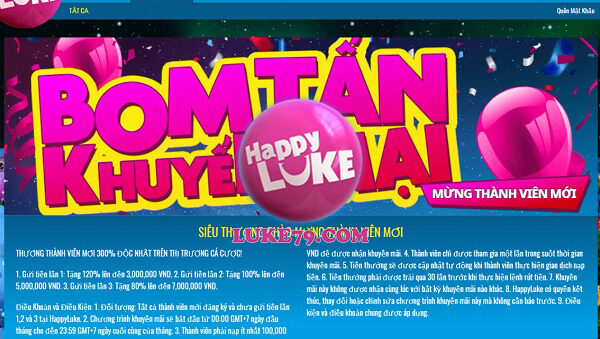 TẤT CẢ
Quên Mật Khẩu
BOM TẤN
KHUYẾN MẠI
Happy
LUKE
MỪNG THÀNH VIÊN MỚI
SIÊU THƯỞNG CHÀO MỪNG THÀNH VIÊN MỚI
LUKE79.COM
THƯỞNG THÀNH VIÊN MỚI 300% ĐỘC NHẤT TRÊN THỊ TRƯỜNG CÁ CƯỢC!
1. Gửi tiền lần 1: Tặng 120% lên đến 3,000,000 VND. 2. Gửi tiền lần 2: Tặng 100% lên đến
5,000,000 VND. 3. Gửi tiền lần 3: Tặng 80% lên đến 7,000,000 VND.
Điều Khoản và Điều Kiện: 1. Đối tượng: Tất cả thành viên mới đăng ký và chưa gửi tiền lần
1,2 và 3 tại HappyLuke. 2. Chương trình khuyến mãi sẽ bắt đầu từ 00:00 GMT+7 ngày đầu
tháng cho đến 23:59 GMT+7 ngày cuối cùng của tháng. 3. Thành viên phải nạp ít nhất 100,000
VND để được nhận khuyến mãi. 4. Thành viên chỉ được tham gia một lần trong suốt thời gian
khuyến mãi. 5. Tiền thưởng sẽ được cập nhật tự động khi thành viên thực hiện giao dịch nạp
tiền. 6. Tiền thưởng phải được trải qua 30 lần trước khi thực hiện lệnh rút tiền. 7. Khuyến
mãi này không được nhận cùng lúc với bất kỳ khuyến mãi nào khác. 8. HappyLuke có quyền kết
thúc, thay đổi hoặc chỉnh sửa chương trình khuyến mãi này mà không cần báo trước. 9. Điều
kiện và điều khoản chung được áp dụng.